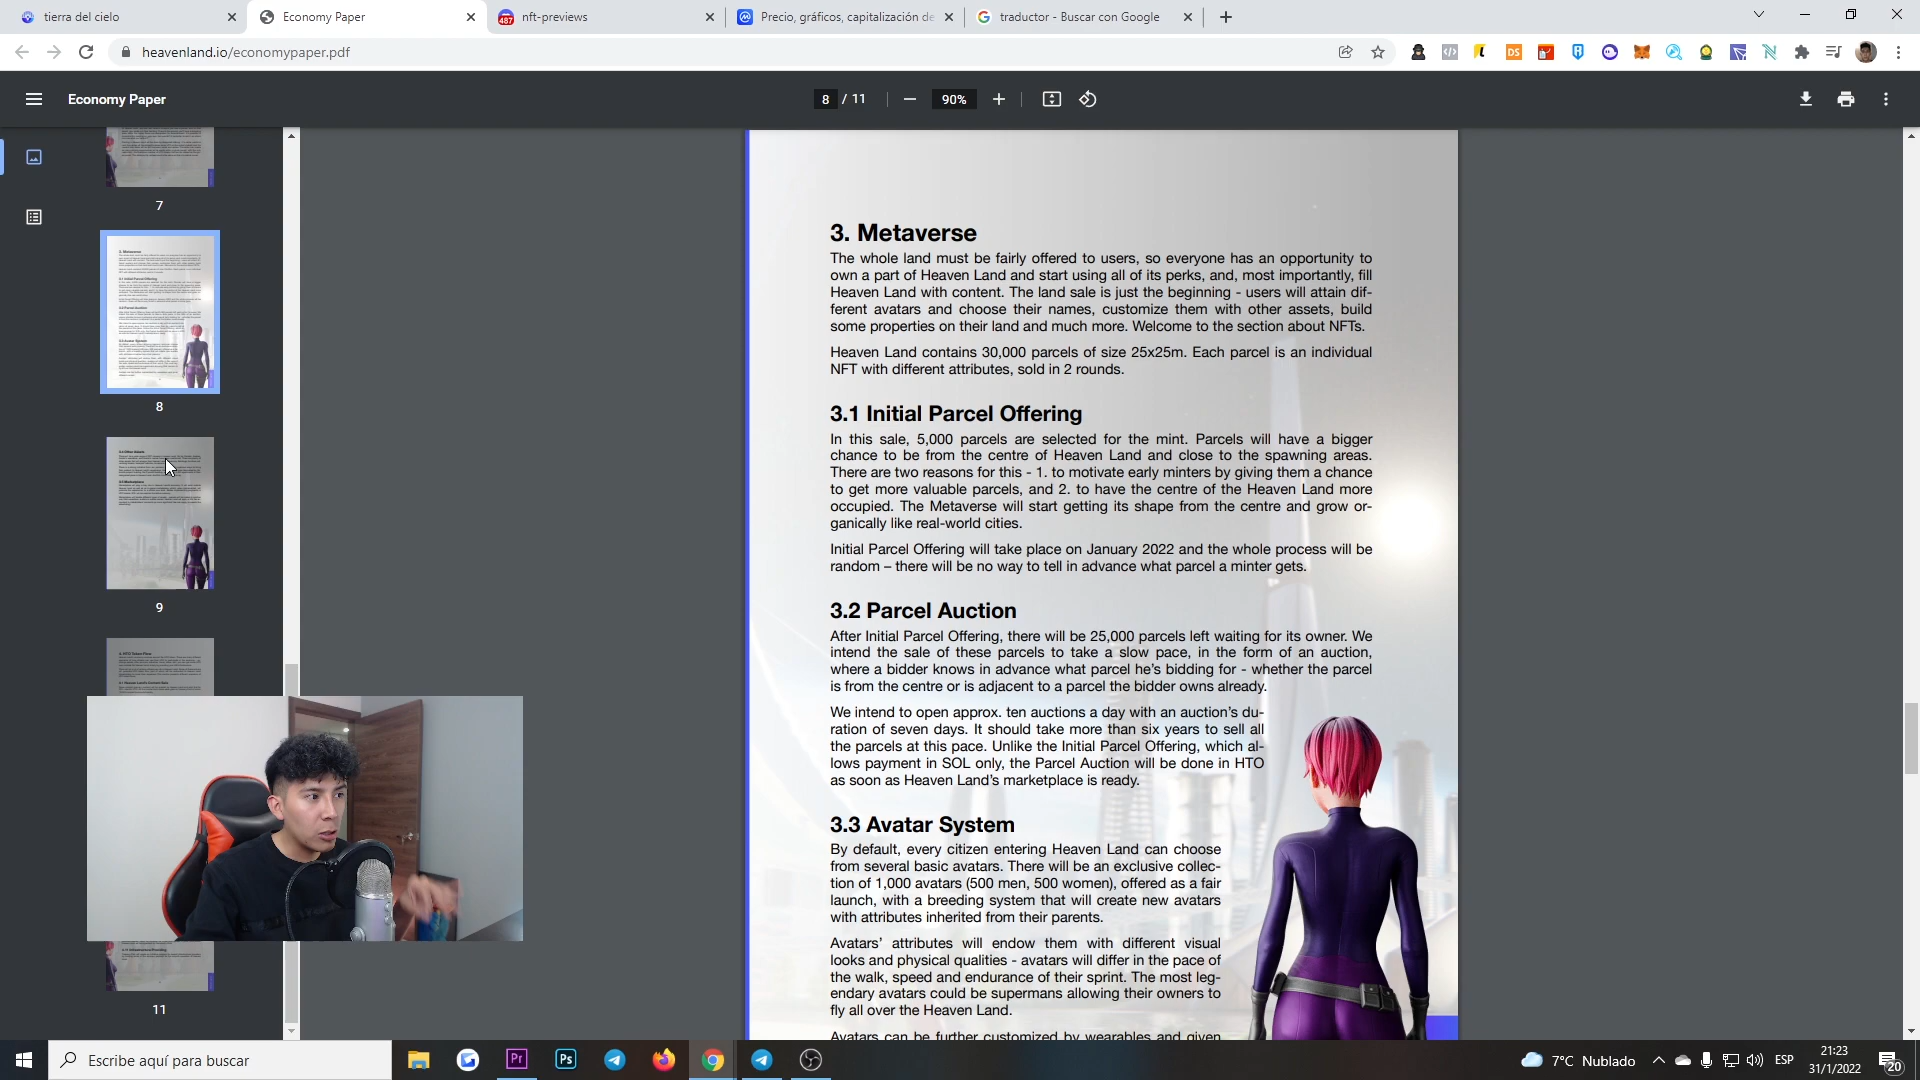 tierra del cielo
Economy Paper
nft-previews
Precio, gráficos, capitalización de
traductor - Buscar con Google
heavenland.io/economypaper.pdf
Economy Paper
8 / 11
90%
7
8
9
11
3. Metaverse
The whole land must be fairly offered to users, so everyone has an opportunity to
own a part of Heaven Land and start using all of its perks, and, most importantly, fill
Heaven Land with content. The land sale is just the beginning - users will attain dif-
ferent avatars and choose their names, customize them with other assets, build
some properties on their land and much more. Welcome to the section about NFTs.
Heaven Land contains 30,000 parcels of size 25x25m. Each parcel is an individual
NFT with different attributes, sold in 2 rounds.
3.1 Initial Parcel Offering
In this sale, 5,000 parcels are selected for the mint. Parcels will have a bigger
chance to be from the centre of Heaven Land and close to the spawning areas.
There are two reasons for this - 1. to motivate early minters by giving them a chance
to get more valuable parcels, and 2. to have the centre of the Heaven Land more
occupied. The Metaverse will start getting its shape from the centre and grow or-
ganically like real-world cities.
Initial Parcel Offering will take place on January 2022 and the whole process will be
random – there will be no way to tell in advance what parcel a minter gets.
3.2 Parcel Auction
After Initial Parcel Offering, there will be 25,000 parcels left waiting for its owner. We
intend the sale of these parcels to take a slow pace, in the form of an auction,
where a bidder knows in advance what parcel he's bidding for - whether the parcel
is from the centre or is adjacent to a parcel the bidder owns already.
We intend to open approx. ten auctions a day with an auction's du-
ration of seven days. It should take more than six years to sell all
the parcels at this pace. Unlike the Initial Parcel Offering, which al-
lows payment in SOL only, the Parcel Auction will be done in HTO
as soon as Heaven Land's marketplace is ready.
3.3 Avatar System
By default, every citizen entering Heaven Land can choose
from several basic avatars. There will be an exclusive collec-
tion of 1,000 avatars (500 men, 500 women), offered as a fair
launch, with a breeding system that will create new avatars
with attributes inherited from their parents.
Avatars' attributes will endow them with different visual
looks and physical qualities - avatars will differ in the pace of
the walk, speed and endurance of their sprint. The most leg-
endary avatars could be supermans allowing their owners to
fly all over the Heaven Land.
Avatars can be further customized by wearables and given
Escribe aquí para buscar
Pr
Ps
7°C Nublado
ESP
21:23
31/1/2022
20